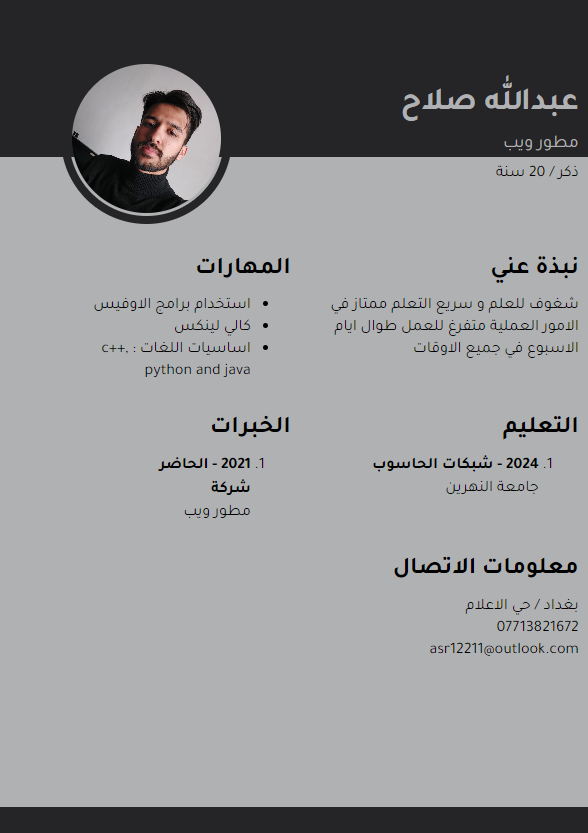 عبدالله صلاح
مطور ويب
ذكر / 20 سنة
نبذة عني
شغوف للعلم و سريع التعلم ممتاز في
الامور العملية متفرغ للعمل طوال ايام
الاسبوع في جميع الاوقات
المهارات
استخدام برامج الاوفيس
كالي لينكس
اساسيات اللغات : ,c++
python and java
التعليم
1. 2024 - شبكات الحاسوب
جامعة النهرين
الخبرات
1. 2021 - الحاضر
شركة
مطور ويب
معلومات الاتصال
بغداد / حي الاعلام
07713821672
asr12211@outlook.com